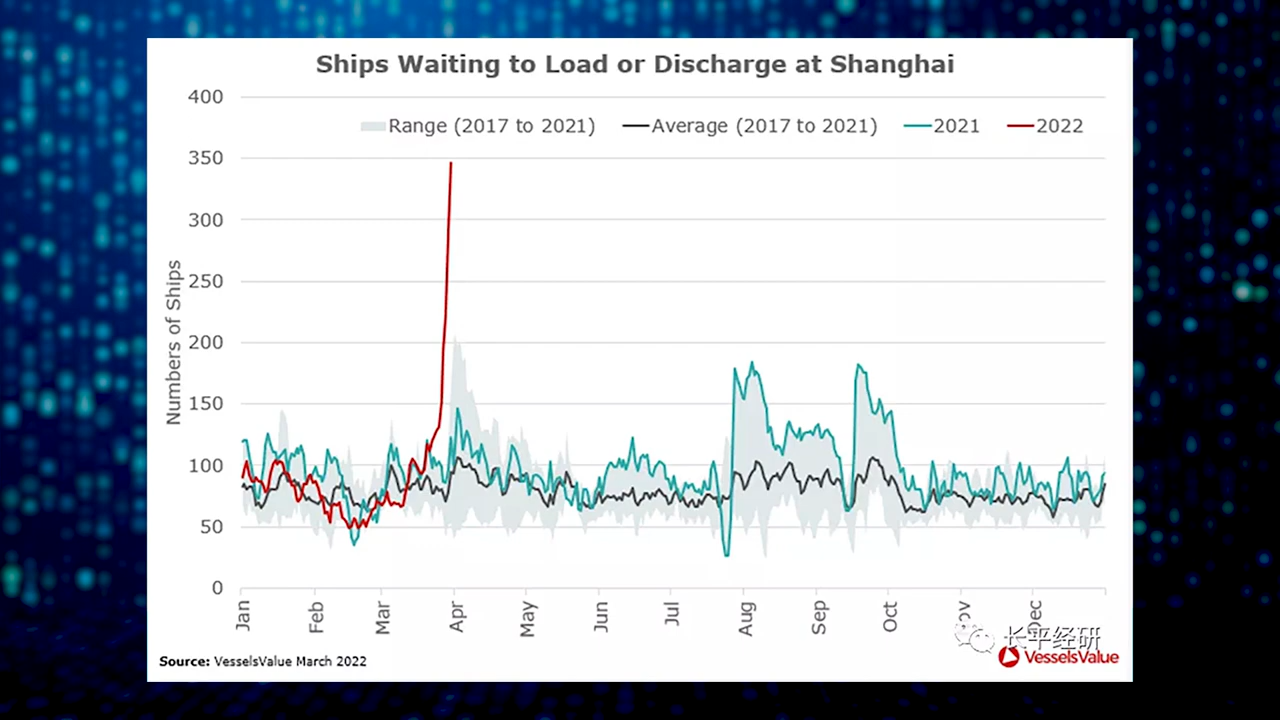 Ships Waiting to Load or Discharge at Shanghai
Range (2017 to 2021) Average (2017 to 2021) 2021 2022
Numbers of Ships
400
350
300
250
200
150
100
50
0
Jan Feb Mar Apr May Jun Jul Aug Sep Oct Nov Dec
长平经研
Source: VesselsValue March 2022
VesselsValue